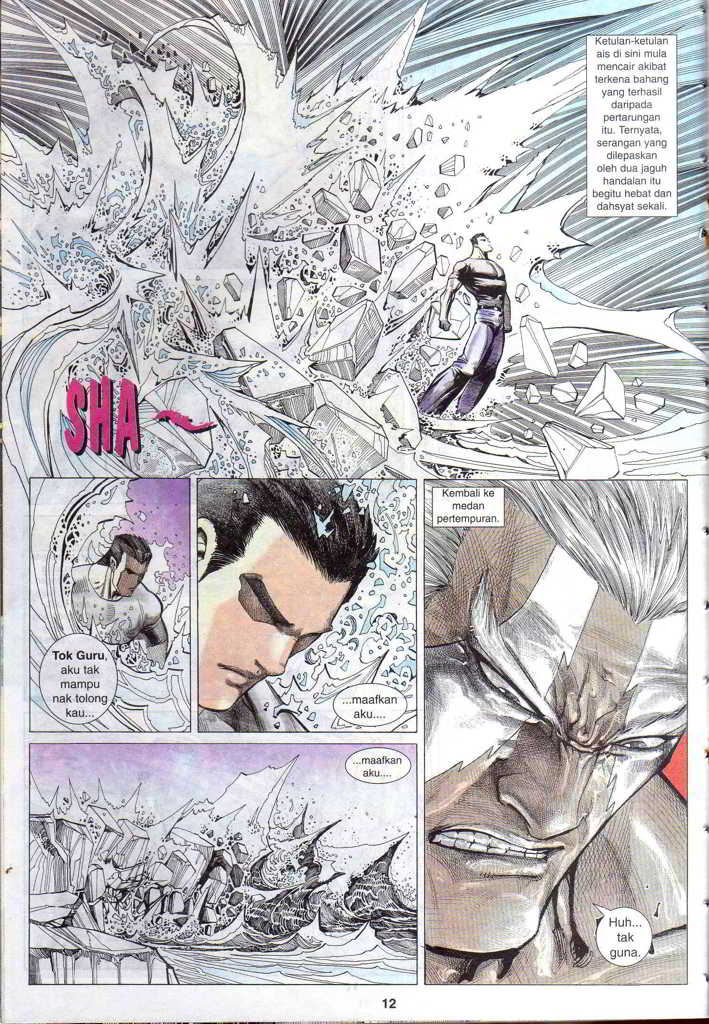 Ketulan-ketulan
ais di sini mula
mencair akibat
terkena bahang
yang terhasil
daripada
pertarungan
itu. Ternyata,
serangan yang
dilepaskan
oleh dua jaguh
handalan itu
begitu hebat dan
dahsyat sekali.
SHA~
Tok Guru,
aku tak
mampu
nak tolong
kau...
...maafkan
aku....
...maafkan
aku....
Kembali ke
medan
pertempuran.
Huh...
tak
guna.
12